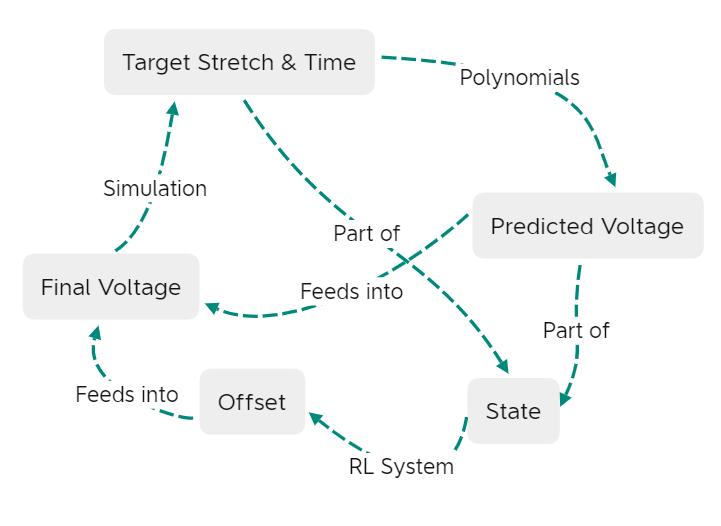 Target Stretch & Time
Polynomials
Simulation
Predicted Voltage
Part of
Final Voltage
Feeds into
Part of
Feeds into
Offset
State
RL System